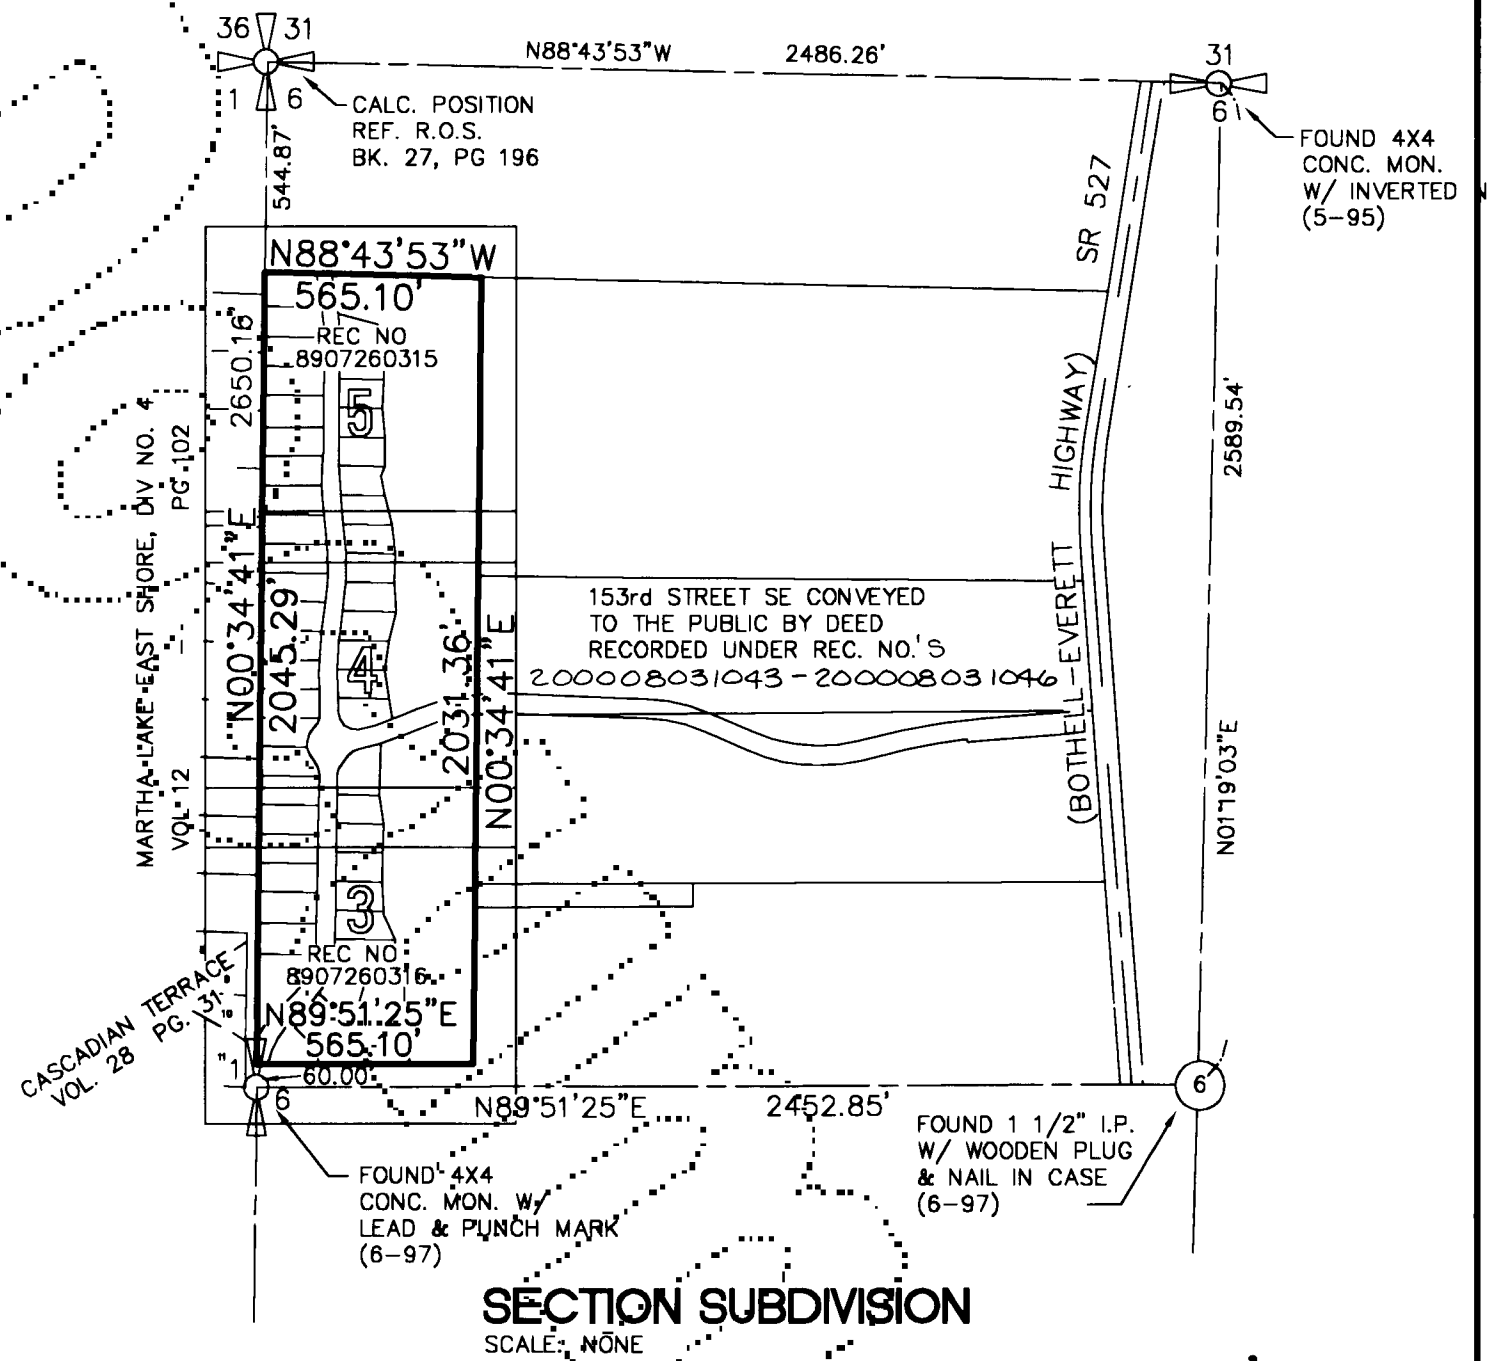 36 31
1 6
N88°43'53"W 2486.26'
31
6
CALC. POSITION
REF. R.O.S.
BK. 27, PG 196
FOUND 4X4
CONC. MON.
W/ INVERTED N
(5-95)
544.87'
SR 527
N88°43'53"W
565.10'
REC NO
8907260315
2650.16'
5
MARTHA LAKE EAST SHORE, DIV NO. 4
VOL 12 - PG 102
N00°34'41"E
2045.29'
4
2031.36'
N00°34'41"E
153rd STREET SE CONVEYED
TO THE PUBLIC BY DEED
RECORDED UNDER REC. NO.'S
200008031043-200008031046
(BOTHELL-EVERETT HIGHWAY)
2589.54'
N01°19'03"E
3
REC NO
8907260316
N89°51'25"E
565.10'
60.00'
CASCADIAN TERRACE
VOL. 28 PG. 31
1
6
N89°51'25"E 2452.85'
6
FOUND 4X4
CONC. MON. W/
LEAD & PUNCH MARK
(6-97)
FOUND 1 1/2" I.P.
W/ WOODEN PLUG
& NAIL IN CASE
(6-97)
SECTION SUBDIVISION
SCALE: NONE